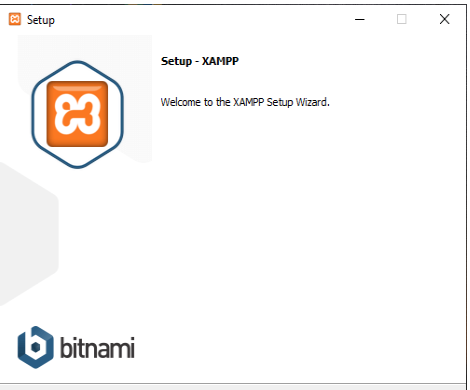 Setup
Setup - XAMPP
Welcome to the XAMPP Setup Wizard.
bitnami